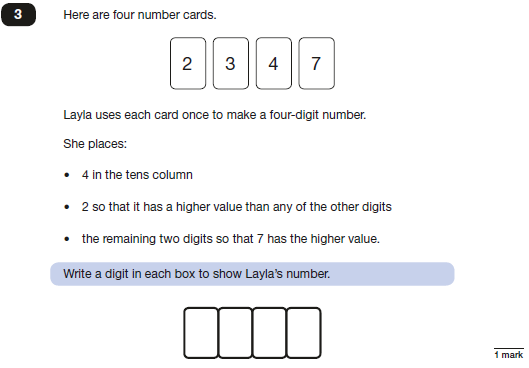 3 Here are four number cards.
2 3 4 7
Layla uses each card once to make a four-digit number.
She places:
• 4 in the tens column
• 2 so that it has a higher value than any of the other digits
• the remaining two digits so that 7 has the higher value.
Write a digit in each box to show Layla's number.
1 mark